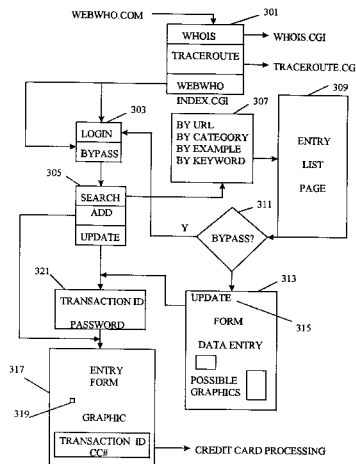 WEBWHO.COM
301
WHOIS
WHOIS.CGI
TRACEROUTE
TRACEROUTE.CG
WEBWHO
INDEX.CGI
303
LOGIN
BYPASS
307
BY URL
BY CATEGORY
BY EXAMPLE
BY KEYWORD
309
ENTRY
LIST
PAGE
305
SEARCH
ADD
UPDATE
311
BYPASS?
Y
321
TRANSACTION ID
PASSWORD
313
UPDATE
315
FORM
DATA ENTRY
POSSIBLE
GRAPHICS
317
ENTRY
FORM
319
GRAPHIC
TRANSACTION ID
CC#
CREDIT CARD PROCESSING